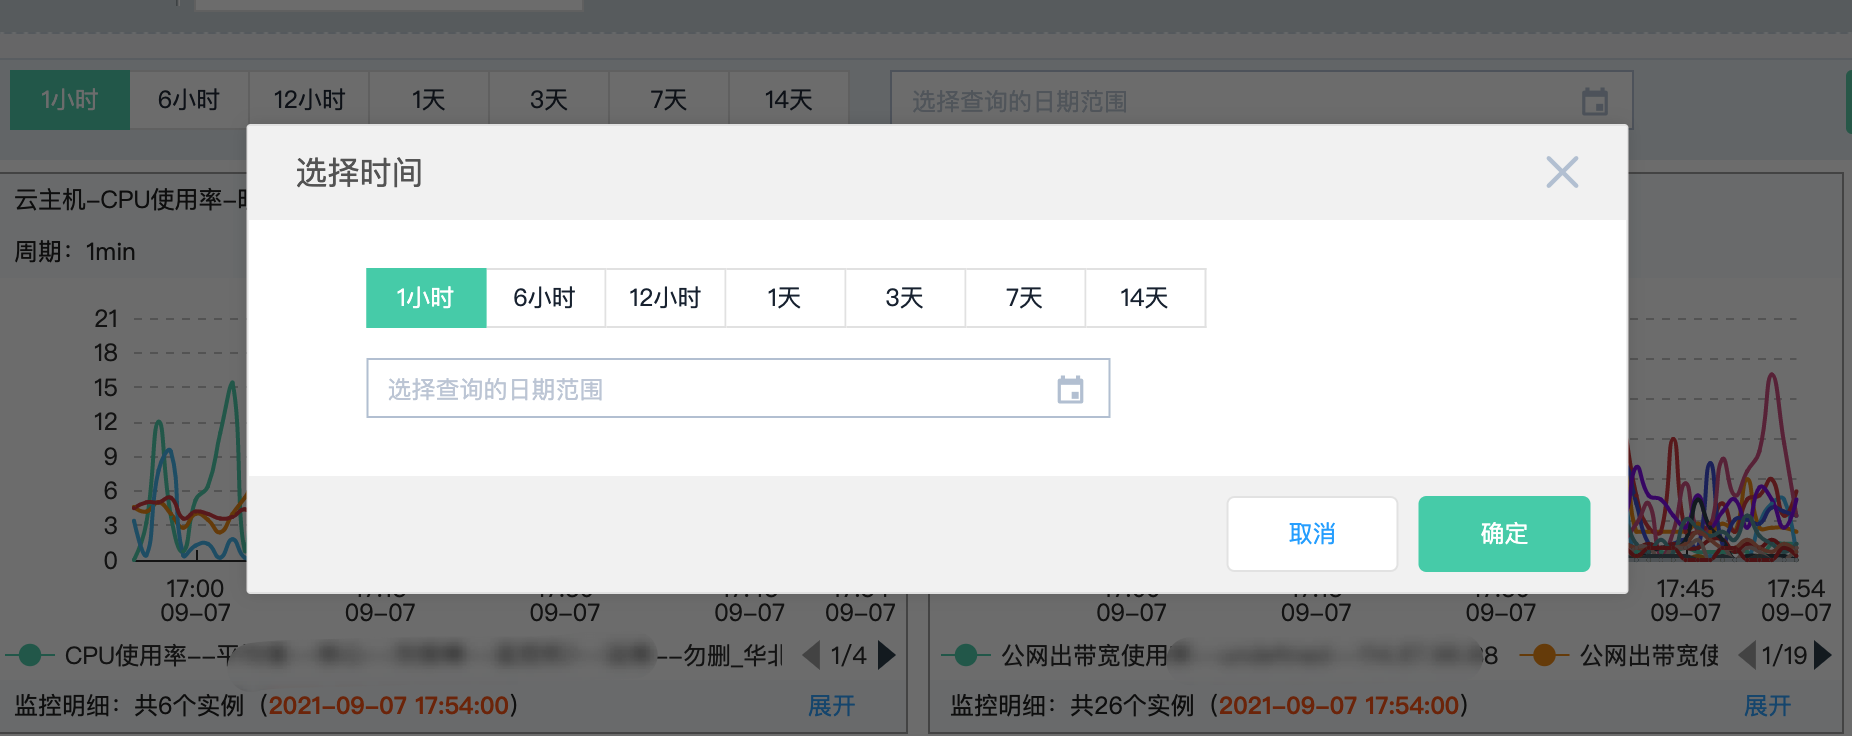 1小时 6小时 12小时 1天 3天 7天 14天 选择查询的日期范围
选择时间
云主机-CPU使用率-
周期：1min
1小时 6小时 12小时 1天 3天 7天 14天
选择查询的日期范围
取消 确定
21
18
15
12
9
6
3
0
17:00 17:45 17:54
09-07 09-07 09-07 09-07 09-07 09-07 09-07 09-07 09-07 09-07
CPU使用率--平 --勿删_华北 1/4 公网出带宽使用 38 公网出带宽使 1/19
监控明细：共6个实例（2021-09-07 17:54:00） 展开 监控明细：共26个实例（2021-09-07 17:54:00） 展开